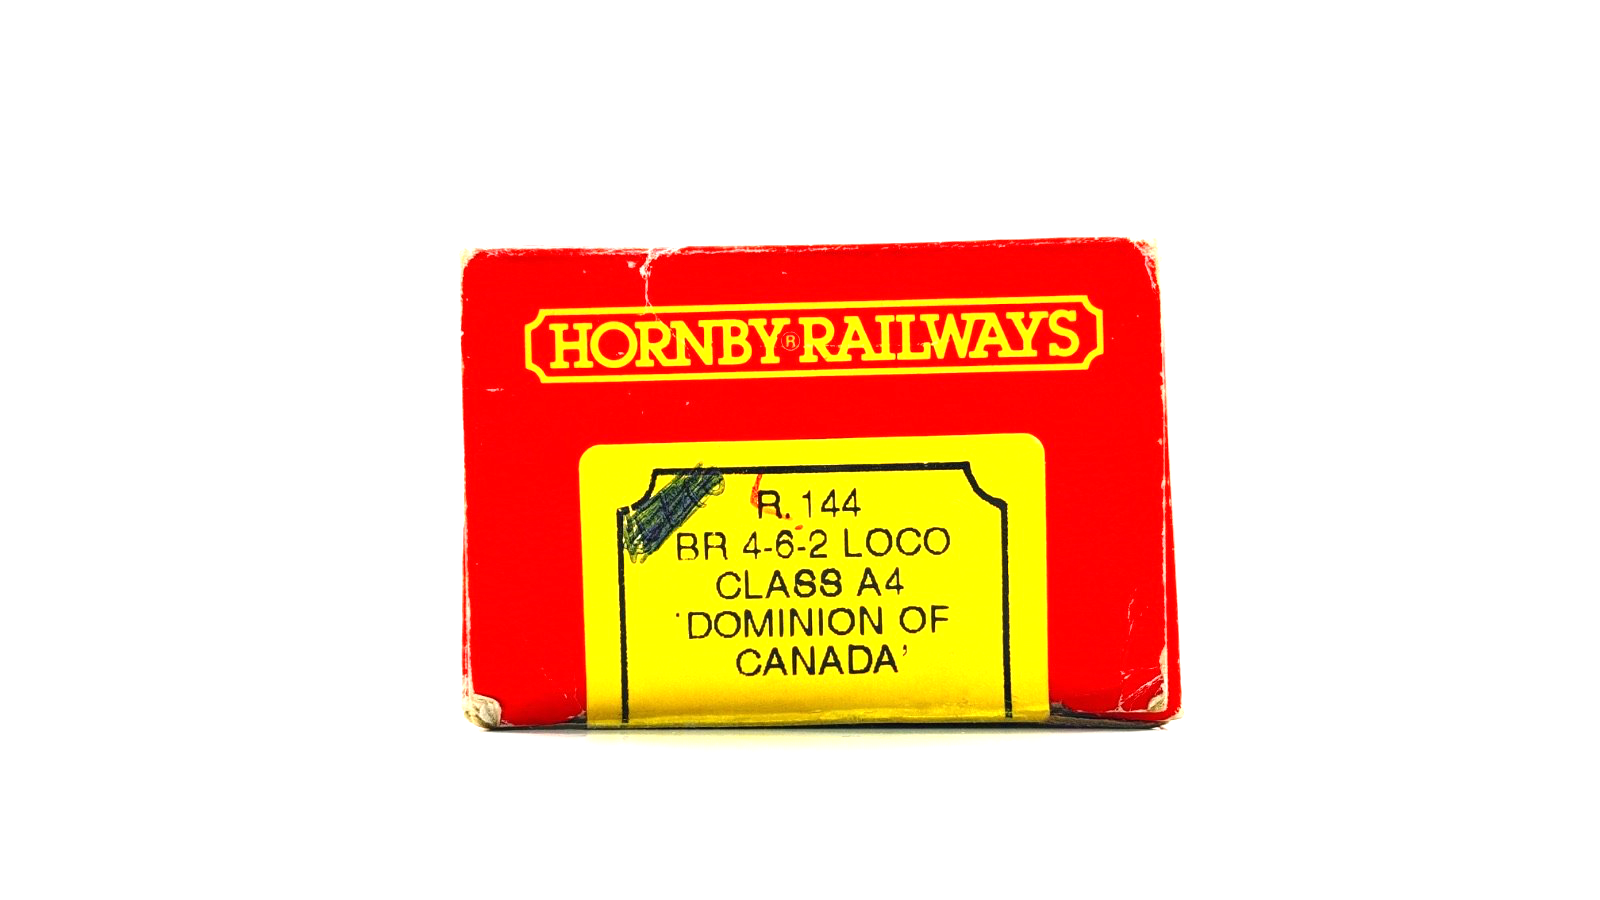 HORNBY® RAILWAYS
R. 144
BR 4-6-2 LOCO
CLASS A4
'DOMINION OF
CANADA'